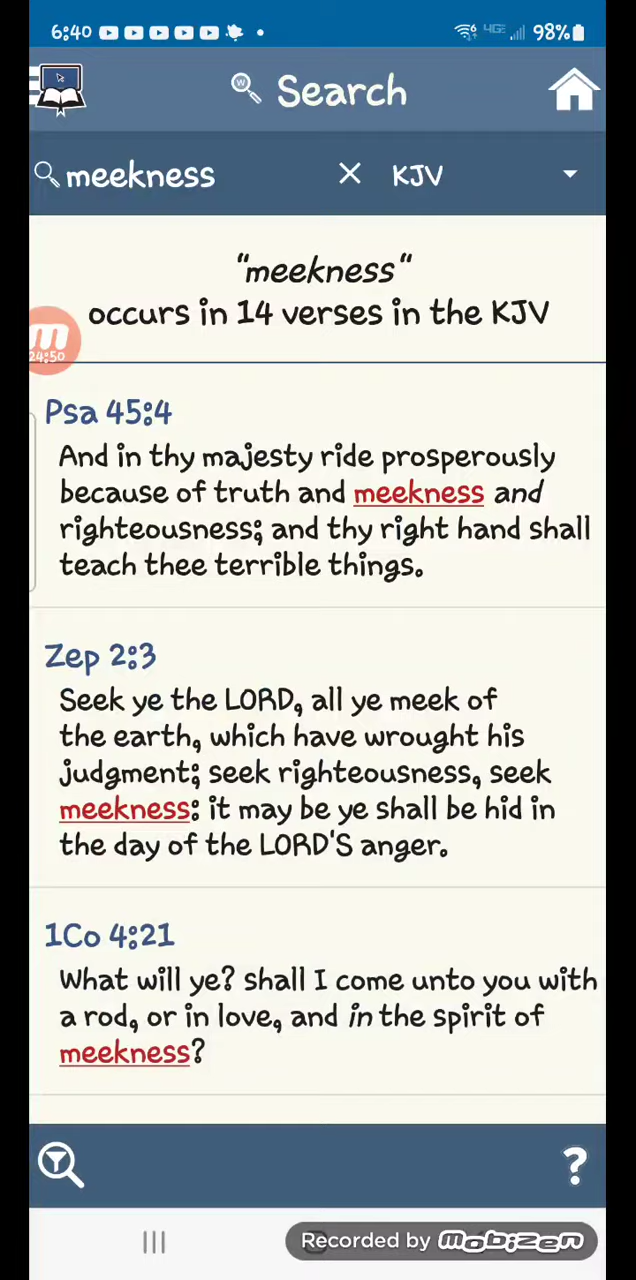 6:40 4GE 98%
Search
meekness KJV
"meekness"
occurs in 14 verses in the KJV
m
24:50
Psa 45:4
And in thy majesty ride prosperously
because of truth and meekness and
righteousness; and thy right hand shall
teach thee terrible things.
Zep 2:3
Seek ye the LORD, all ye meek of
the earth, which have wrought his
judgment; seek righteousness, seek
meekness: it may be ye shall be hid in
the day of the LORD'S anger.
1Co 4:21
What will ye? shall I come unto you with
a rod, or in love, and in the spirit of
meekness?
?
Recorded by mobizen